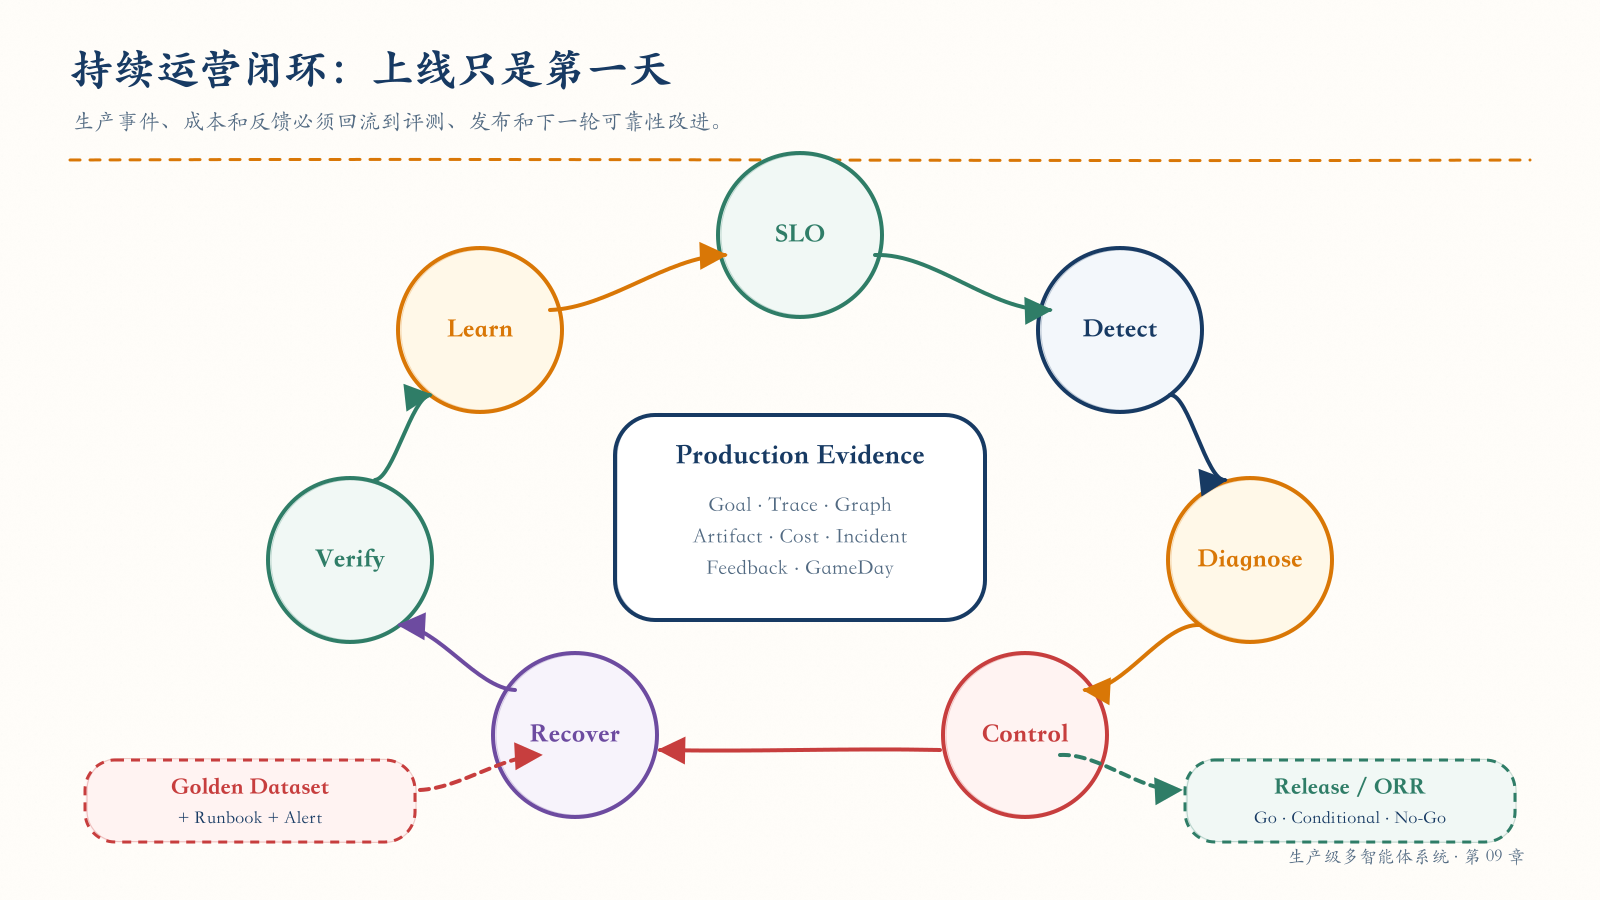 持续运营闭环：上线只是第一天
生产事件、成本和反馈必须回流到评测、发布和下一轮可靠性改进。
SLO
Learn
Detect
Production Evidence
Goal · Trace · Graph
Artifact · Cost · Incident
Feedback · GameDay
Verify
Diagnose
Recover
Control
Golden Dataset
+ Runbook + Alert
Release / ORR
Go · Conditional · No-Go
生产级多智能体系统 · 第 09 章